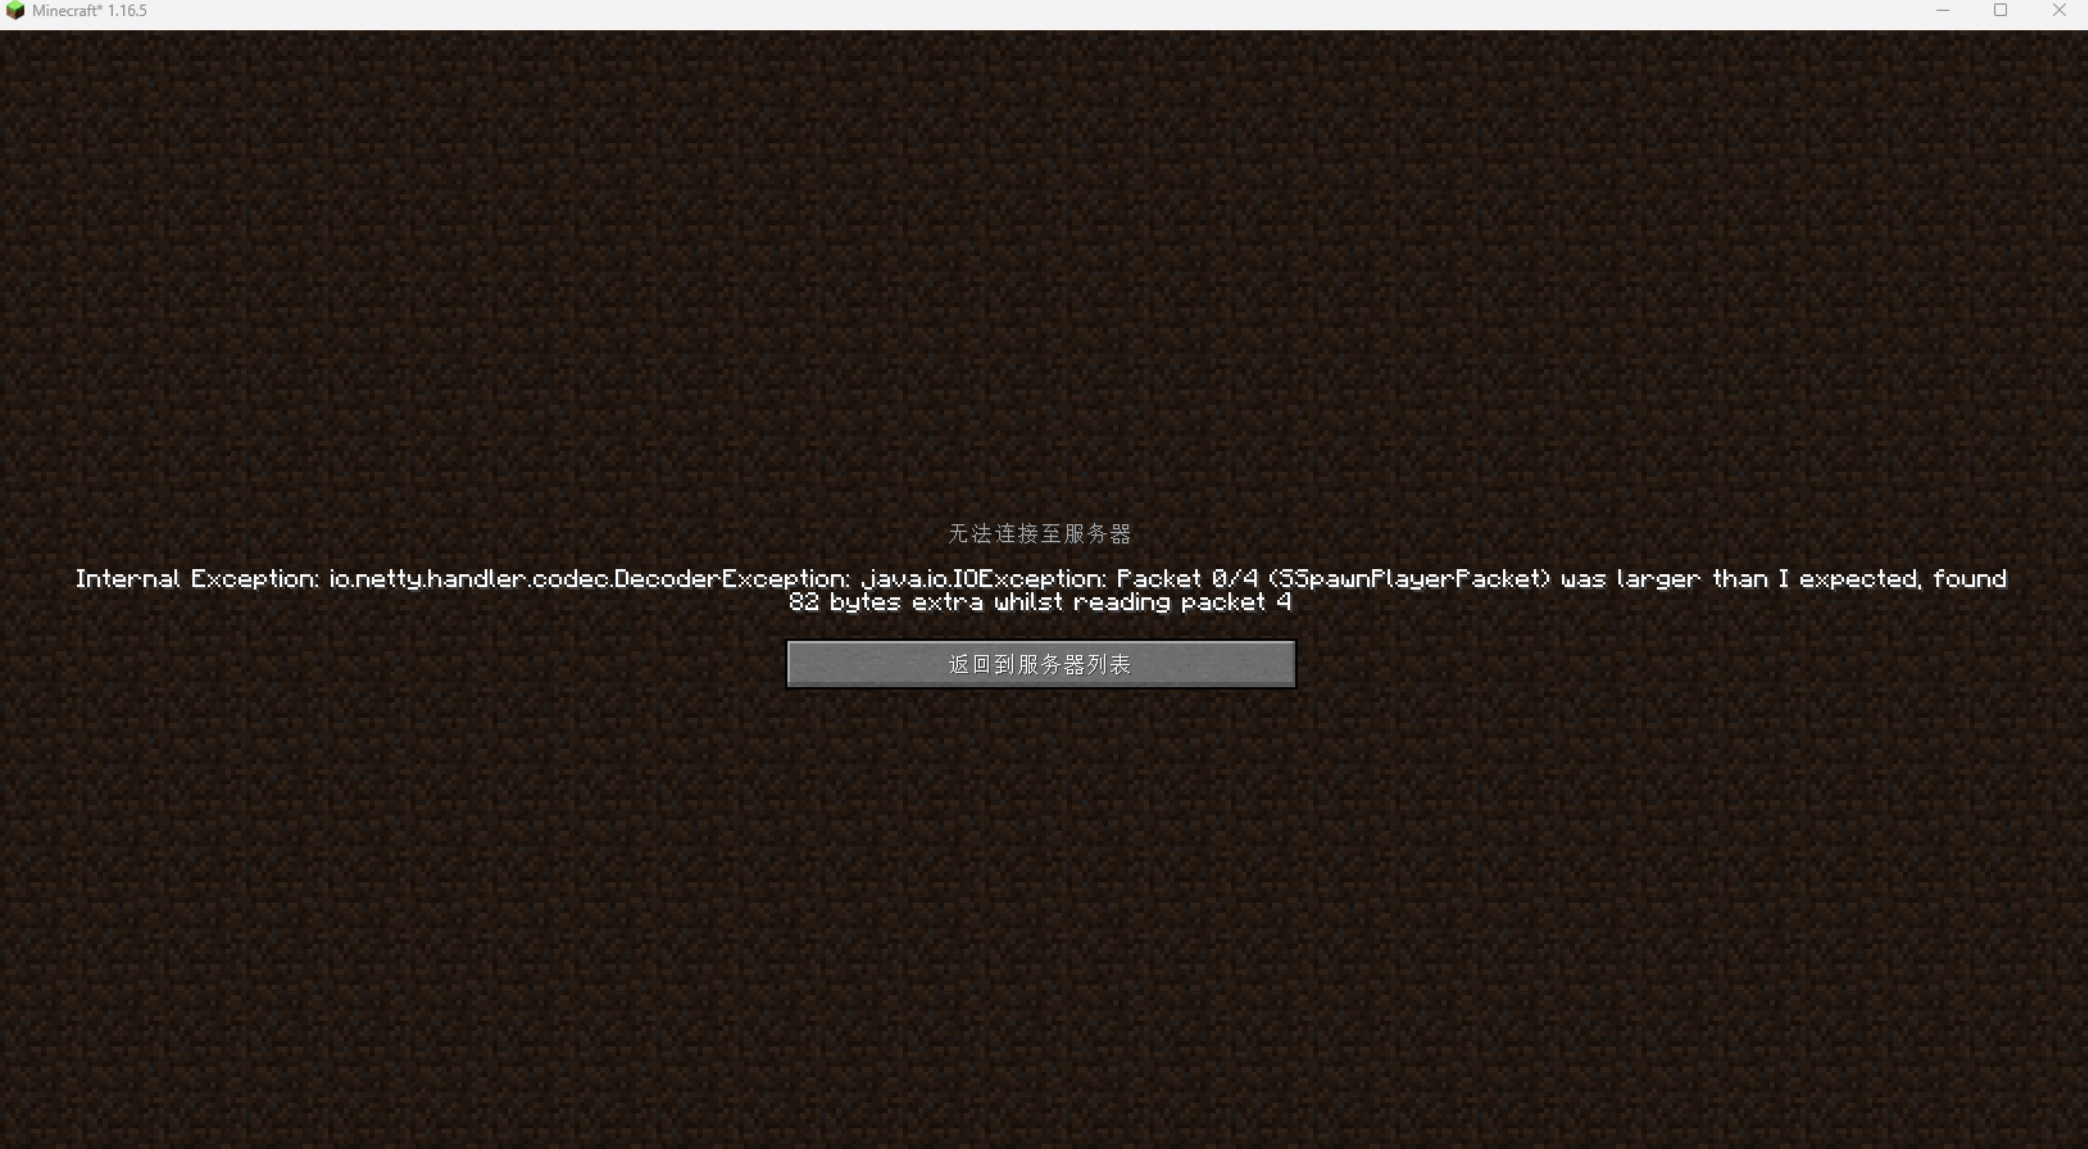 Minecraft* 1.16.5
无法连接至服务器
Internal Exception: io.netty.handler.codec.DecoderException: java.io.IOException: Packet 0/4 (SSpawnPlayerPacket) was larger than I expected, found
82 bytes extra whilst reading packet 4
返回到服务器列表